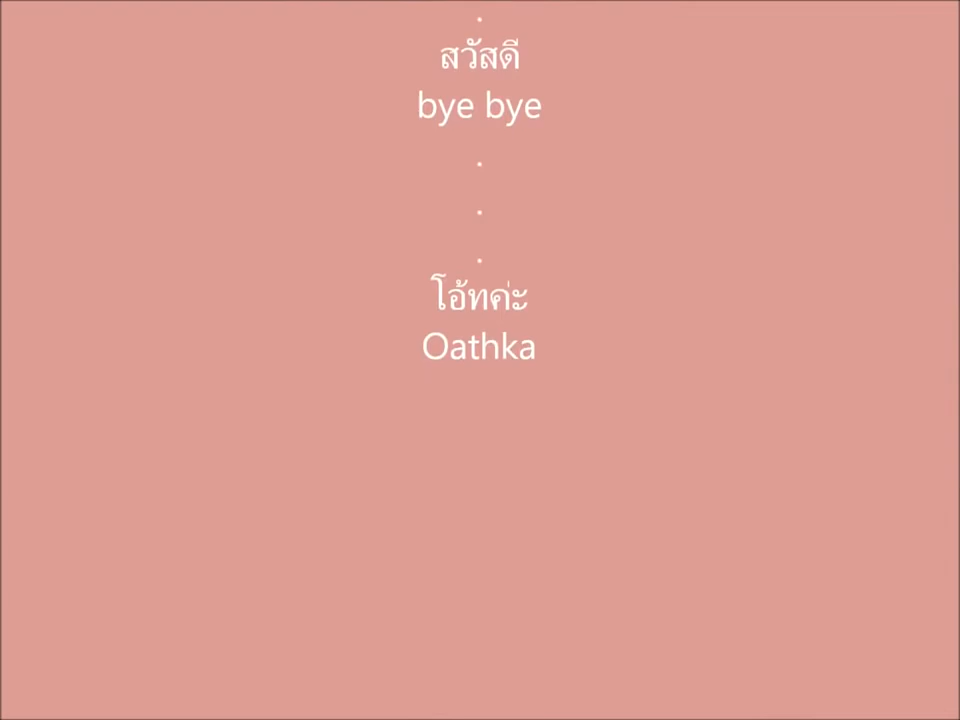 .
สวัสดี
bye bye
.
.
.
โอ้ทค่ะ
Oathka